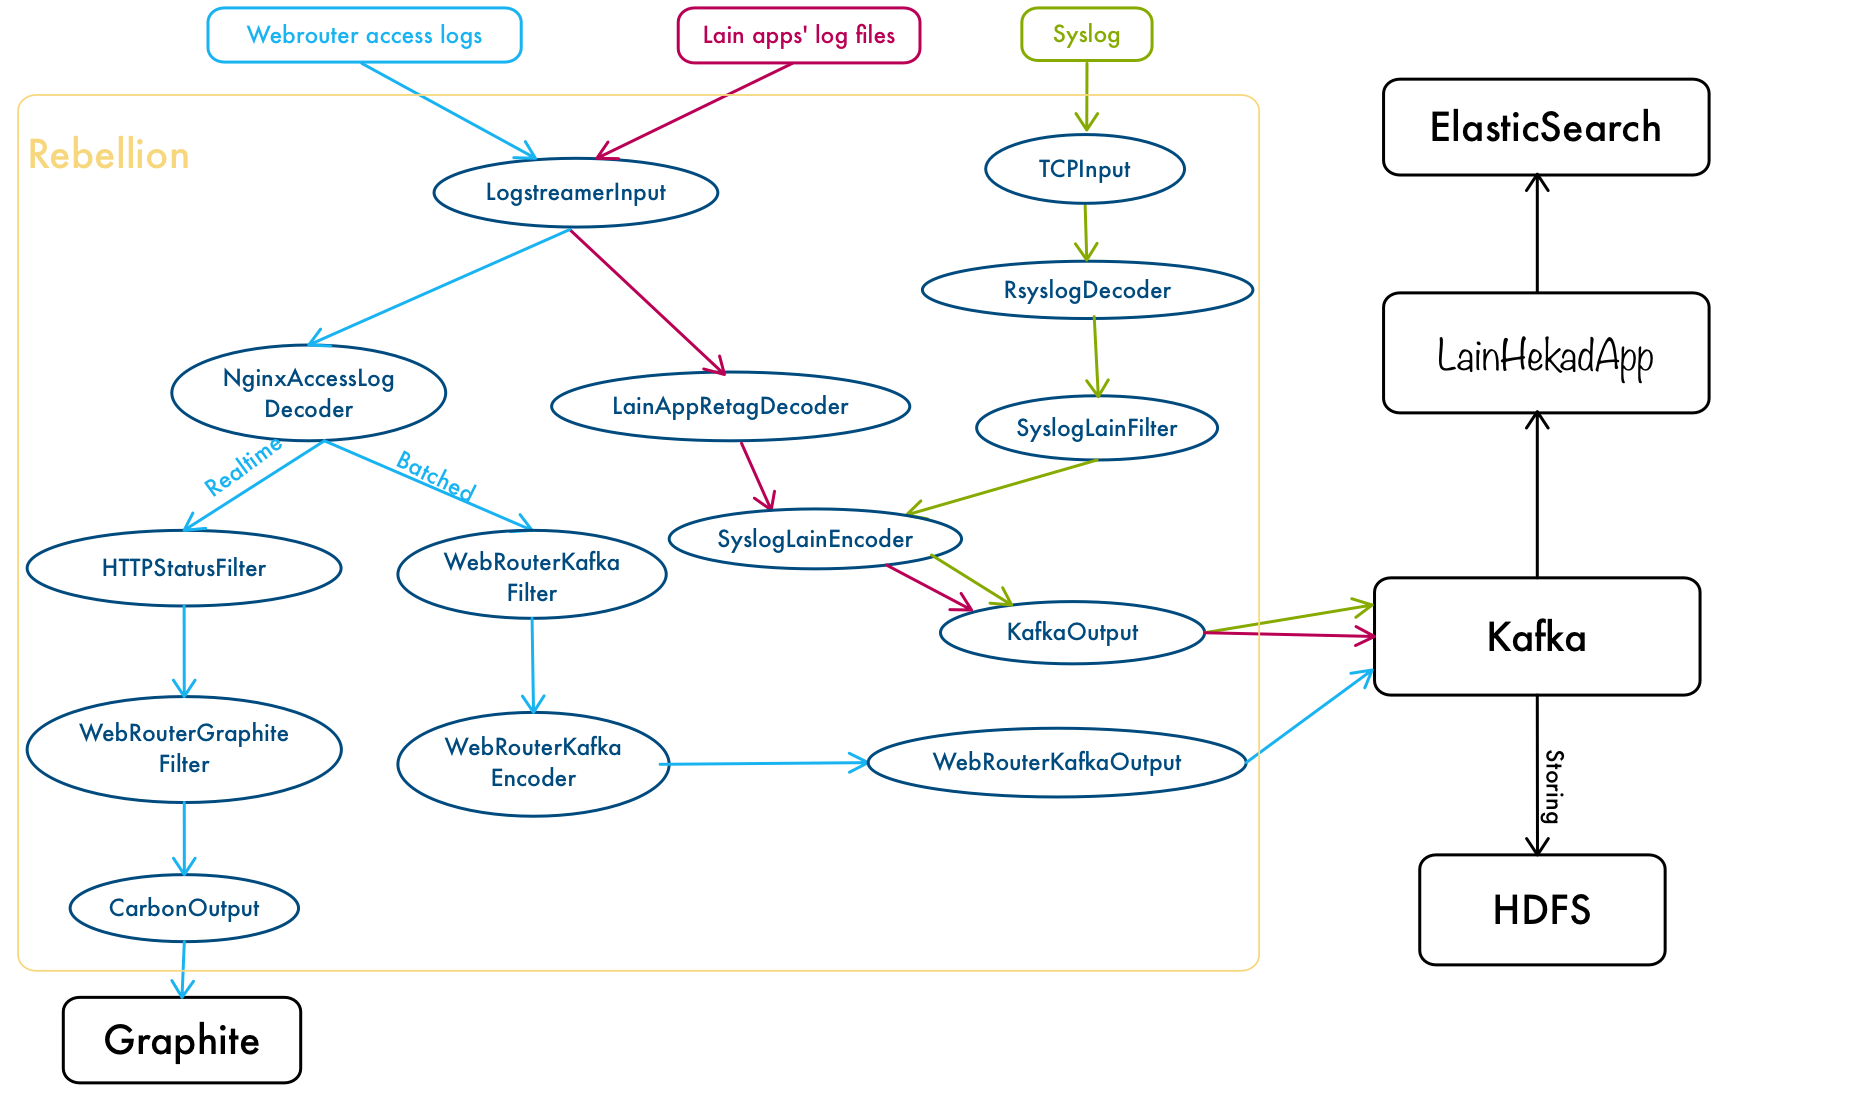 Webrouter access logs
Lain apps' log files
Syslog
Rebellion
LogstreamerInput
TCPInput
ElasticSearch
RsyslogDecoder
NginxAccessLog
Decoder
LainAppRetagDecoder
SyslogLainFilter
LainHekadApp
Realtime
Batched
HTTPStatusFilter
WebRouterKafka
Filter
SyslogLainEncoder
KafkaOutput
Kafka
WebRouterGraphite
Filter
WebRouterKafka
Encoder
WebRouterKafkaOutput
Storing
CarbonOutput
HDFS
Graphite